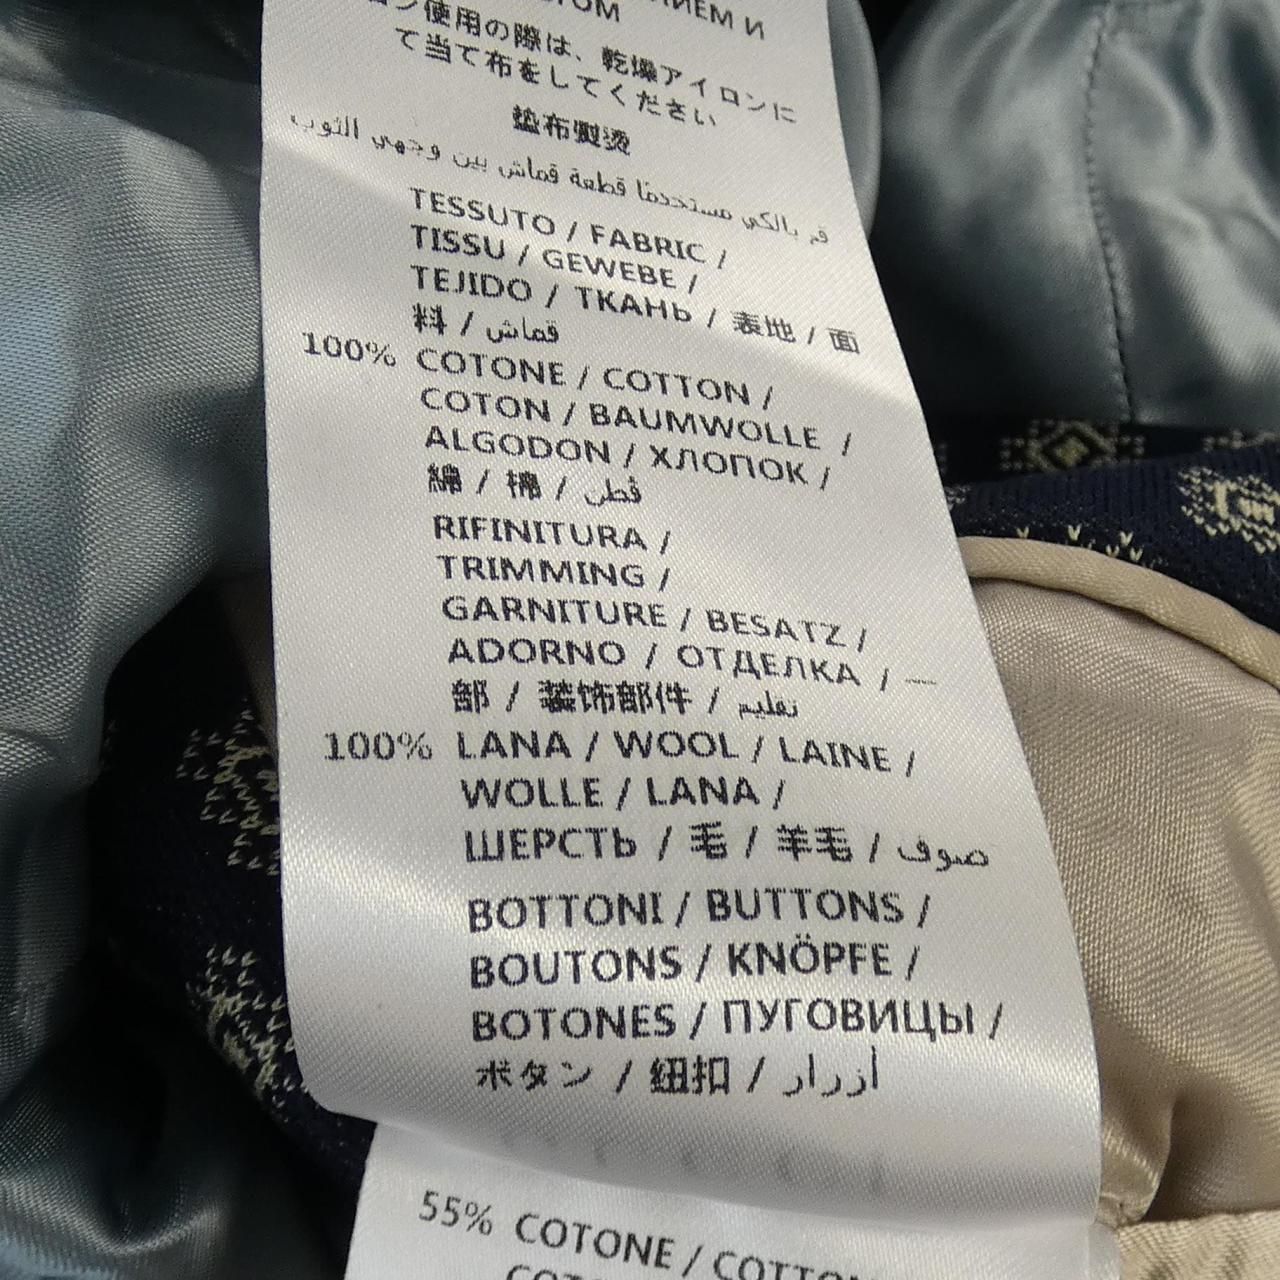 使用の際は、乾燥アイロンに
て当て布をしてください
垫布熨烫
قم بالكي مستخدمًا قطعة قماش بين وجهي الثوب
TESSUTO / FABRIC /
TISSU / GEWEBE /
TEJIDO / ТКАНЬ / 表地 / 面
料 / قماش
100% COTONE / COTTON /
COTON / BAUMWOLLE /
ALGODON / ХЛОПОК /
綿 / 棉 / قطن
RIFINITURA /
TRIMMING /
GARNITURE / BESATZ /
ADORNO / ОТДЕЛКА / 一
部 / 装饰部件 / تقليم
100% LANA / WOOL / LAINE /
WOLLE / LANA /
ШЕРСТЬ / 毛 / 羊毛 / صوف
BOTTONI / BUTTONS /
BOUTONS / KNÖPFE /
BOTONES / ПУГОВИЦЫ /
ボタン / 纽扣 / أزرار
55% COTONE /